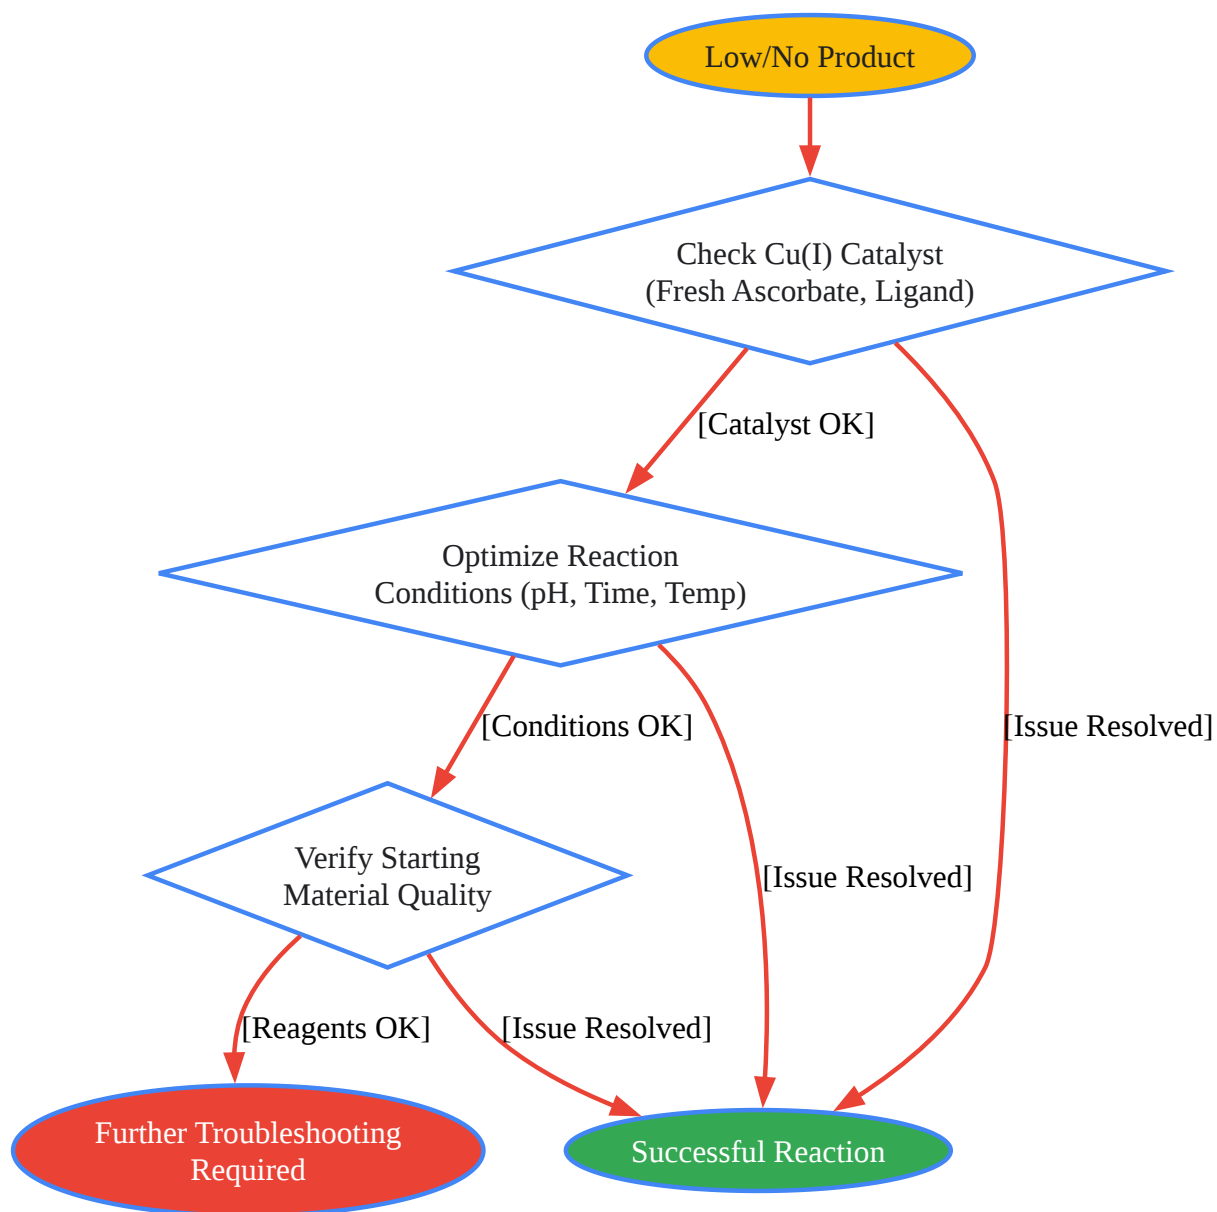 Low/No Product
Check Cu(I) Catalyst
(Fresh Ascorbate, Ligand)
[Catalyst OK]
Optimize Reaction
Conditions (pH, Time, Temp)
[Conditions OK]
[Issue Resolved]
Verify Starting
Material Quality
[Issue Resolved]
[Reagents OK]
[Issue Resolved]
Further Troubleshooting
Required
Successful Reaction